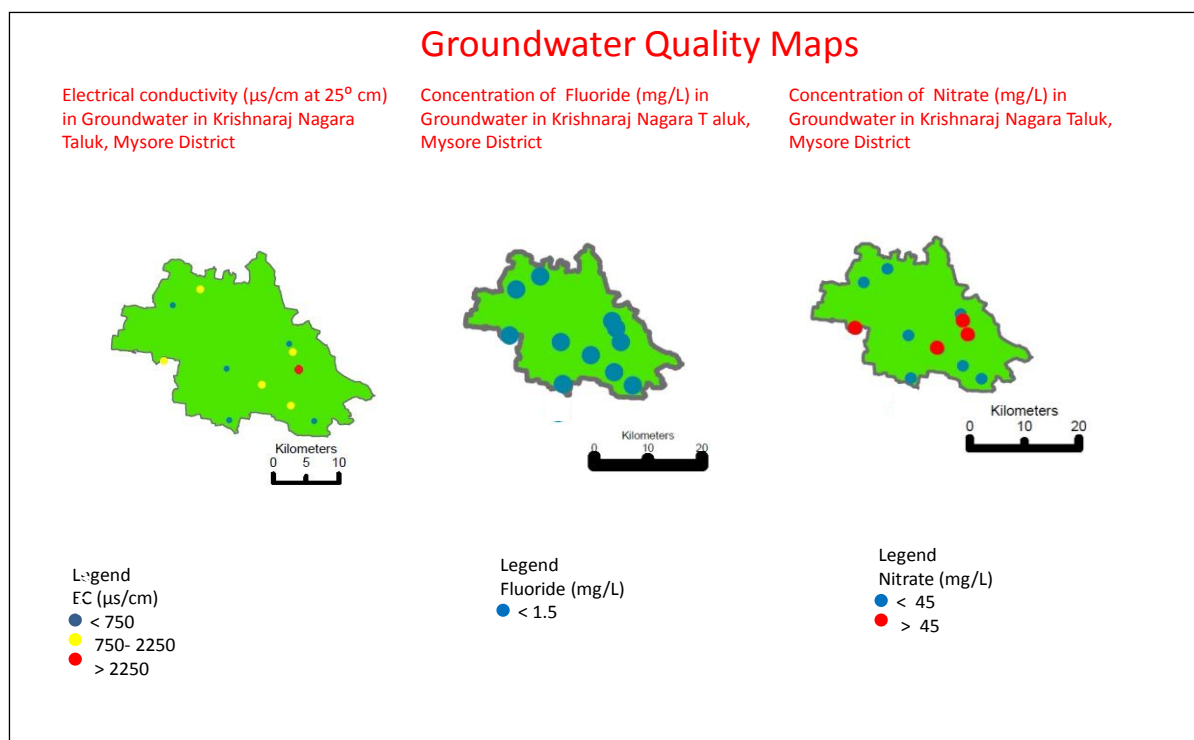 Groundwater Quality Maps
Electrical conductivity (µs/cm at 25⁰ cm)
in Groundwater in Krishnaraj Nagara
Taluk, Mysore District
Concentration of Fluoride (mg/L) in
Groundwater in Krishnaraj Nagara T aluk,
Mysore District
Concentration of Nitrate (mg/L) in
Groundwater in Krishnaraj Nagara Taluk,
Mysore District
Kilometers
0 5 10
Kilometers
0 10 20
Kilometers
0 10 20
Legend
EC (µs/cm)
< 750
750- 2250
> 2250
Legend
Fluoride (mg/L)
< 1.5
Legend
Nitrate (mg/L)
< 45
> 45